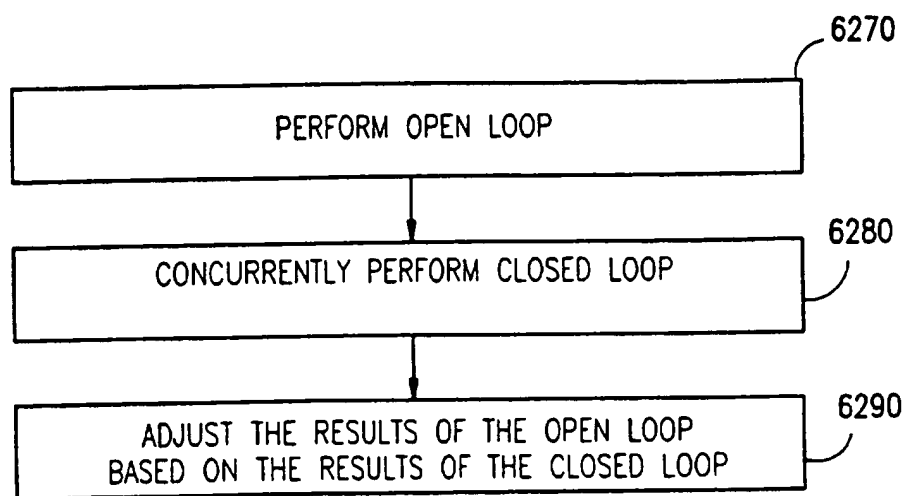 6270
PERFORM OPEN LOOP
6280
CONCURRENTLY PERFORM CLOSED LOOP
6290
ADJUST THE RESULTS OF THE OPEN LOOP
BASED ON THE RESULTS OF THE CLOSED LOOP